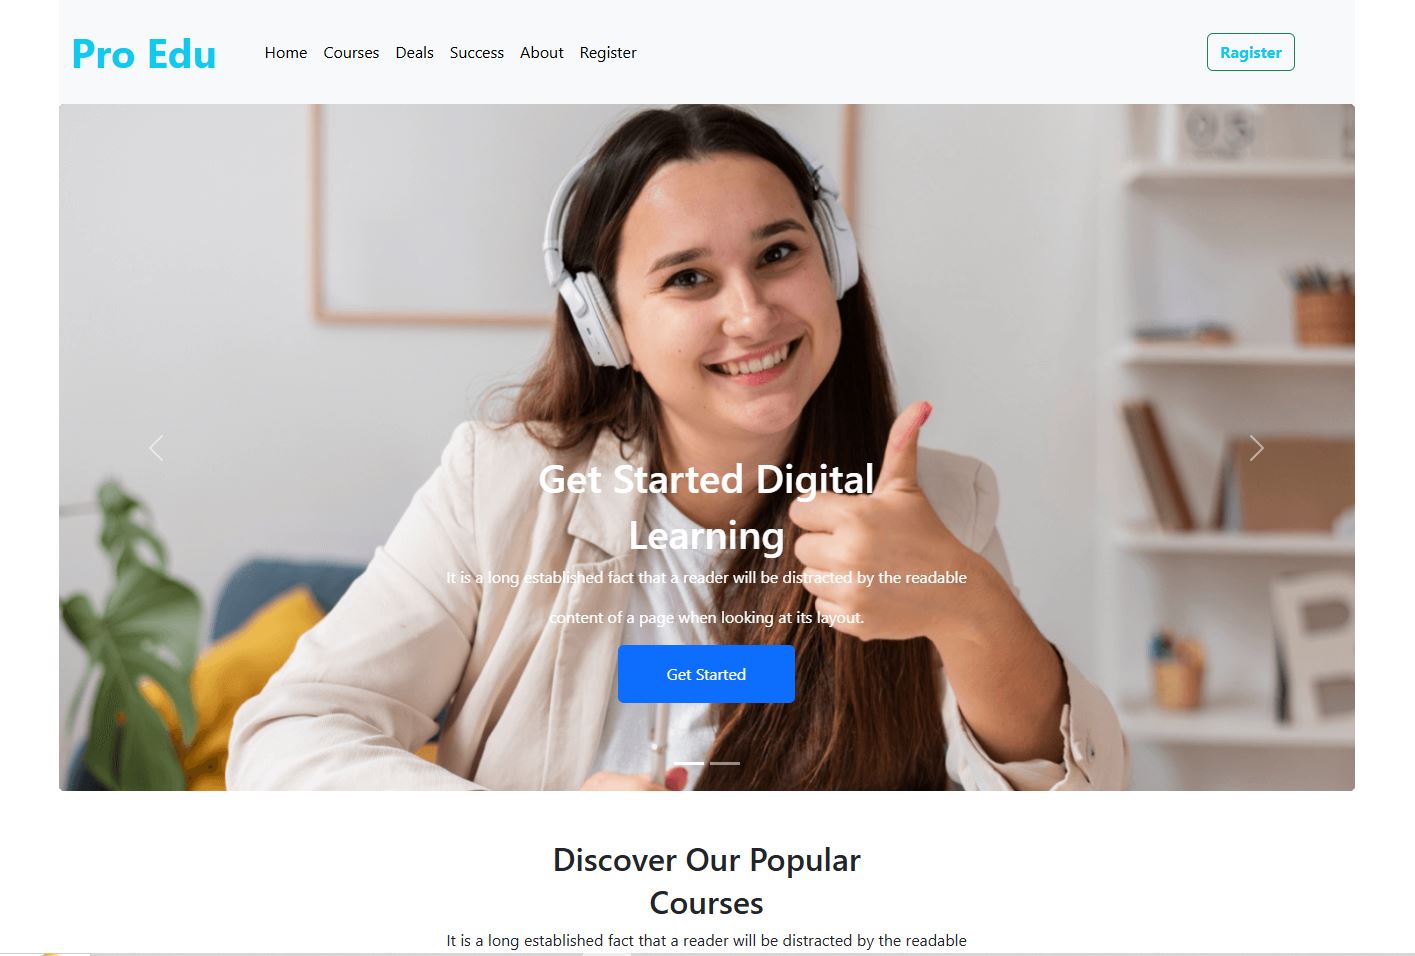 Pro Edu
Home Courses Deals Success About Register
Ragister
03
Get Started Digital
Learning
It is a long established fact that a reader will be distracted by the readable
content of a page when looking at its layout.
Get Started
R
Discover Our Popular
Courses
It is a long established fact that a reader will be distracted by the readable